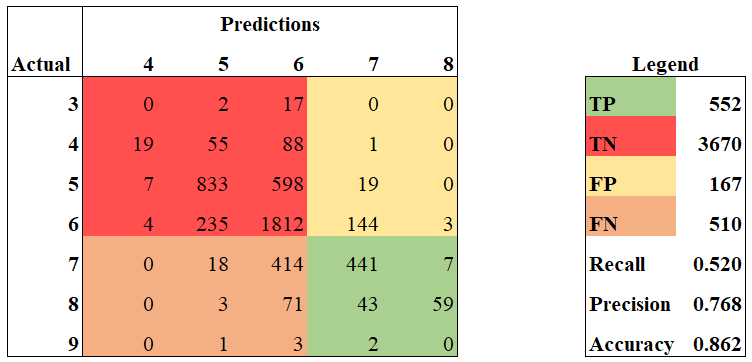 Predictions
Actual 4 5 6 7 8 Legend
3 0 2 17 0 0 TP 552
4 19 55 88 1 0 TN 3670
5 7 833 598 19 0 FP 167
6 4 235 1812 144 3 FN 510
7 0 18 414 441 7 Recall 0.520
8 0 3 71 43 59 Precision 0.768
9 0 1 3 2 0 Accuracy 0.862